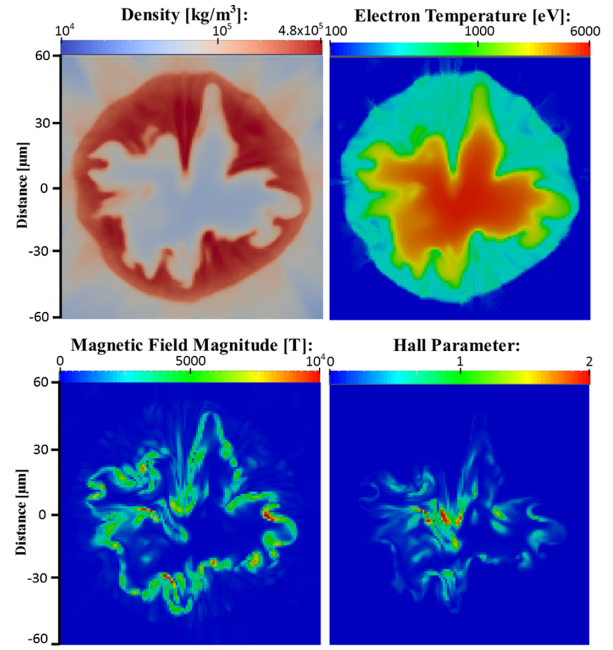 Density [kg/m³]: Electron Temperature [eV]:
10⁴ 10⁵ 4.8x10⁵ 100 1000 6000
60
30
0
-30
-60
Distance [μm]
Magnetic Field Magnitude [T]: Hall Parameter:
0 5000 10⁴ 1 2
60
30
0
-30
-60
Distance [μm]